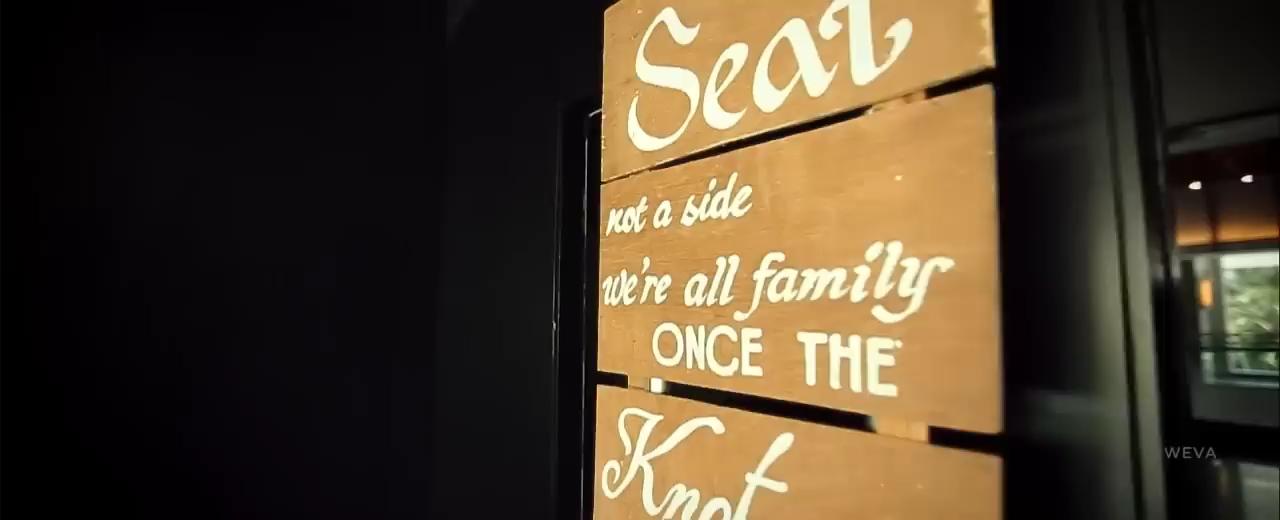 Seat
not a side
we're all family
ONCE THE
Knot
WEVA